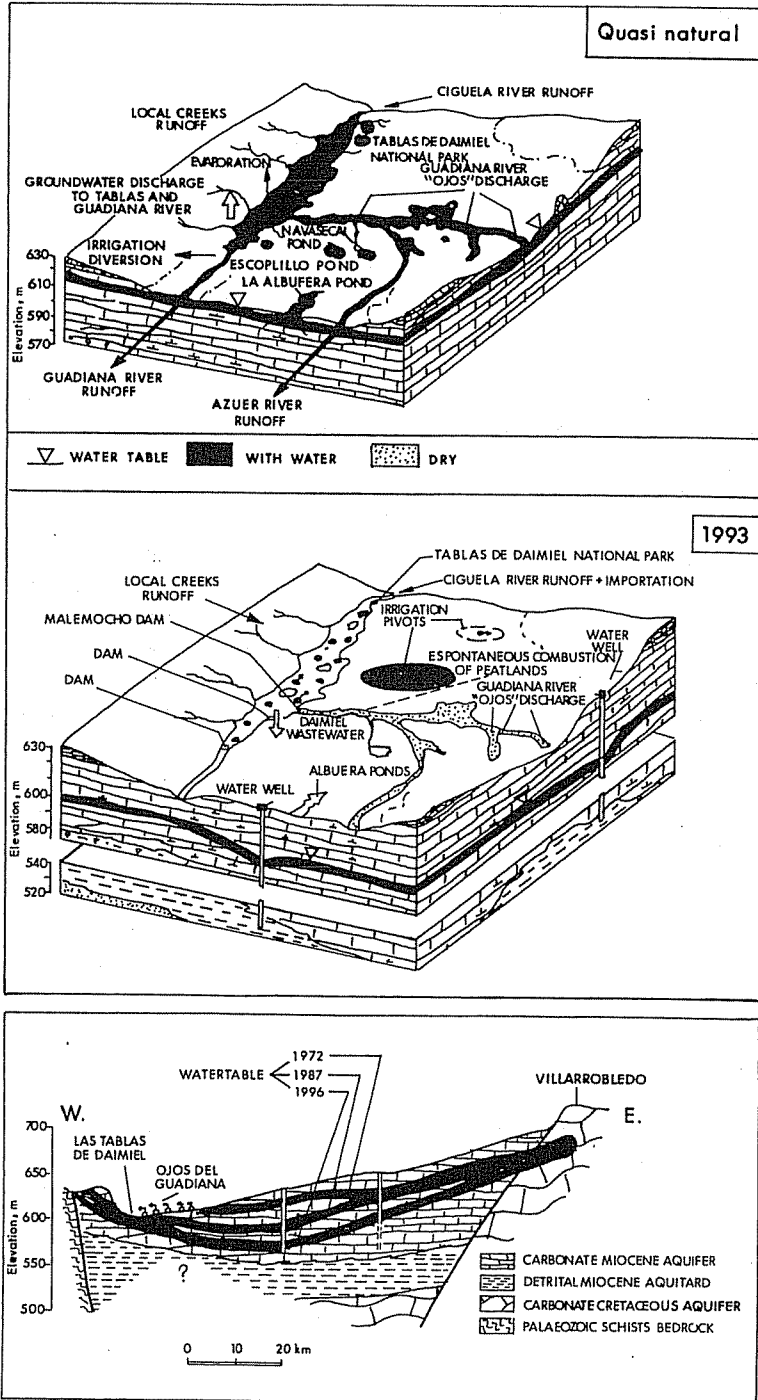 Quasi natural
CIGUELA RIVER RUNOFF
LOCAL CREEKS
RUNOFF
TABLAS DE DAIMIEL
NATIONAL PARK
EVAPORATION
GUADIANA RIVER
"OJOS" DISCHARGE
GROUNDWATER DISCHARGE
TO TABLAS AND
GUADIANA RIVER
NAVASECAL
POND
IRRIGATION
DIVERSION
ESCOPLILLO POND
LA ALBUFERA POND
630
610
590
570
Elevation, m
GUADIANA RIVER
RUNOFF
AZUER RIVER
RUNOFF
WATER TABLE
WITH WATER
DRY
1993
TABLAS DE DAIMIEL NATIONAL PARK
CIGUELA RIVER RUNOFF + IMPORTATION
LOCAL CREEKS
RUNOFF
IRRIGATION
PIVOTS
MALEMOCHO DAM
WATER
WELL
DAM
ESPONTANEOUS COMBUSTION
OF PEATLANDS
DAM
GUADIANA RIVER
"OJOS" DISCHARGE
DAIMIEL
WASTEWATER
ALBUERA PONDS
WATER WELL
630
600
580
540
520
Elevation, m
1972
WATERTABLE
1987
1996
VILLARROBLEDO
W.
E.
LAS TABLAS
DE DAIMIEL
OJOS DEL
GUADIANA
700
650
600
550
500
Elevation, m
?
CARBONATE MIOCENE AQUIFER
DETRITAL MIOCENE AQUITARD
CARBONATE CRETACEOUS AQUIFER
PALAEOZOIC SCHISTS BEDROCK
0 10 20 km